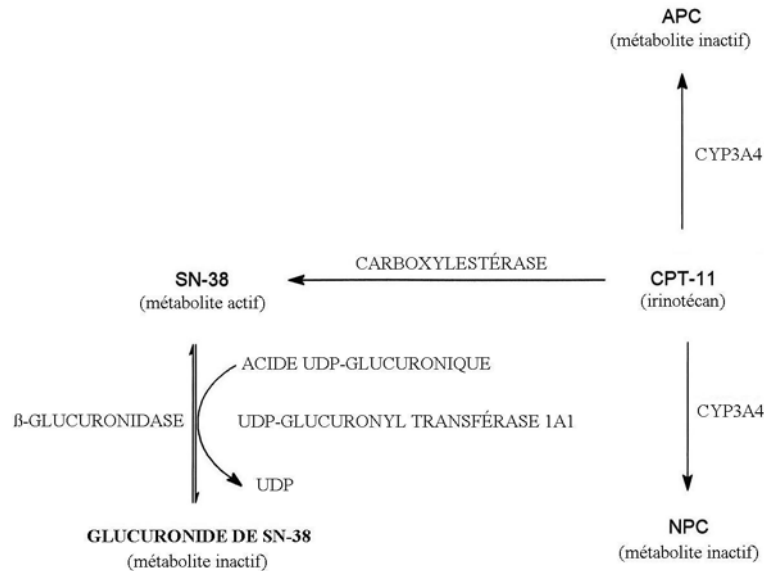 APC
(métabolite inactif)
CYP3A4
CARBOXYLESTÉRASE
SN-38
(métabolite actif)
CPT-11
(irinotécan)
ACIDE UDP-GLUCURONIQUE
ß-GLUCURONIDASE
UDP-GLUCURONYL TRANSFÉRASE 1A1
CYP3A4
UDP
GLUCURONIDE DE SN-38
(métabolite inactif)
NPC
(métabolite inactif)